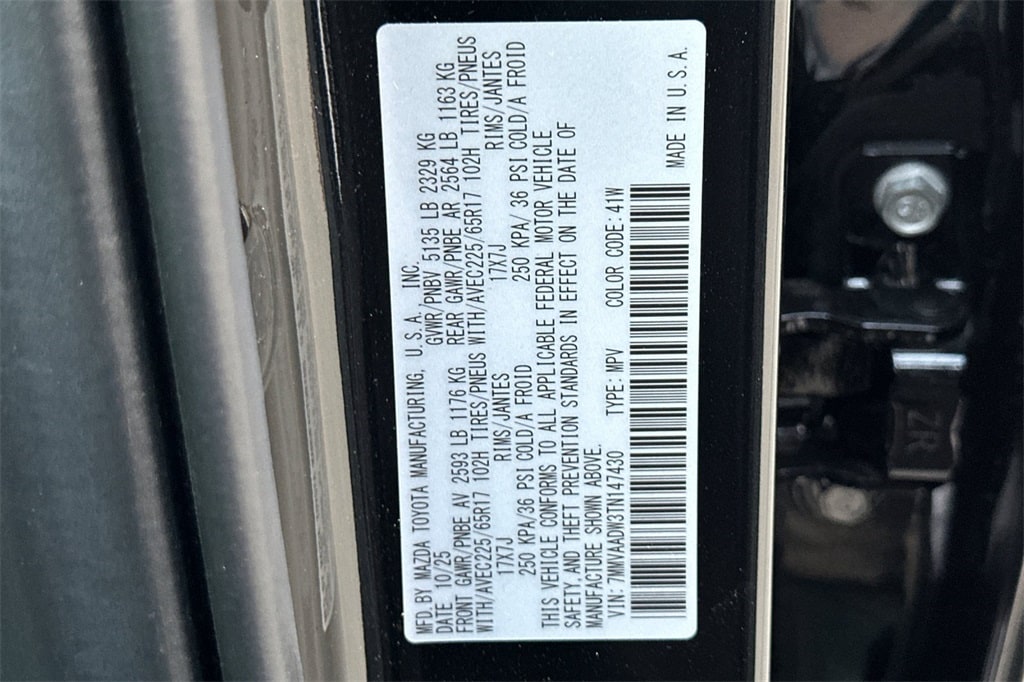 MFD.BY MAZDA TOYOTA MANUFACTURING, U.S.A, INC.
DATE 10/25 GVWR/PNBV 5135 LB 2329 KG
FRONT GAWR/PNBE AV 2593 LB 1176 KG REAR GAWR/PNBE AR 2564 LB 1163 KG
WITH/AVEC225/65R17 102H TIRES/PNEUS WITH/AVEC225/65R17 102H TIRES/PNEUS
17X7J RIMS/JANTES 17X7J RIMS/JANTES
250 KPA/36 PSI COLD/A FROID 250 KPA/ 36 PSI COLD/A FROID
THIS VEHICLE CONFORMS TO ALL APPLICABLE FEDERAL MOTOR VEHICLE
SAFETY,AND THEFT PREVENTION STANDARDS IN EFFECT ON THE DATE OF
MANUFACTURE SHOWN ABOVE.
VIN: 7MMVAADW3TN147430 TYPE: MPV COLOR CODE: 41W
MADE IN U.S.A.
ZR